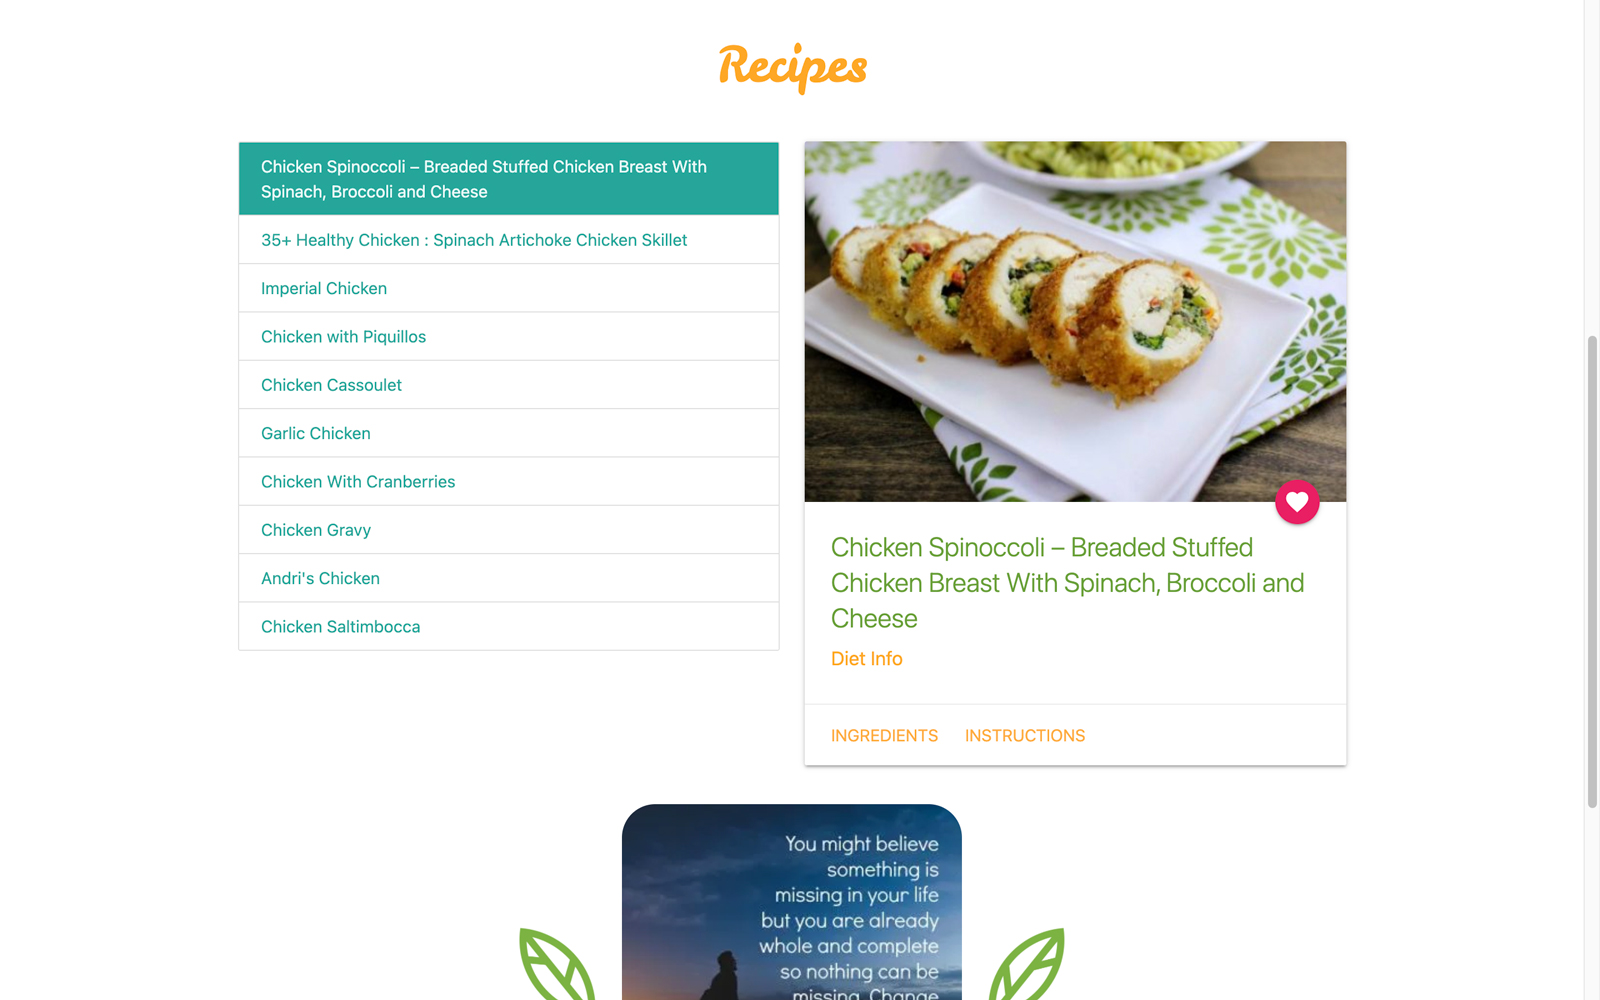 Recipes
Chicken Spinoccoli – Breaded Stuffed Chicken Breast With
Spinach, Broccoli and Cheese
35+ Healthy Chicken : Spinach Artichoke Chicken Skillet
Imperial Chicken
Chicken with Piquillos
Chicken Cassoulet
Garlic Chicken
Chicken With Cranberries
Chicken Gravy
Andri's Chicken
Chicken Saltimbocca
Chicken Spinoccoli – Breaded Stuffed
Chicken Breast With Spinach, Broccoli and
Cheese
Diet Info
INGREDIENTS INSTRUCTIONS
You might believe
something is
missing in your life
but you are already
whole and complete
so nothing can be
missing. Change